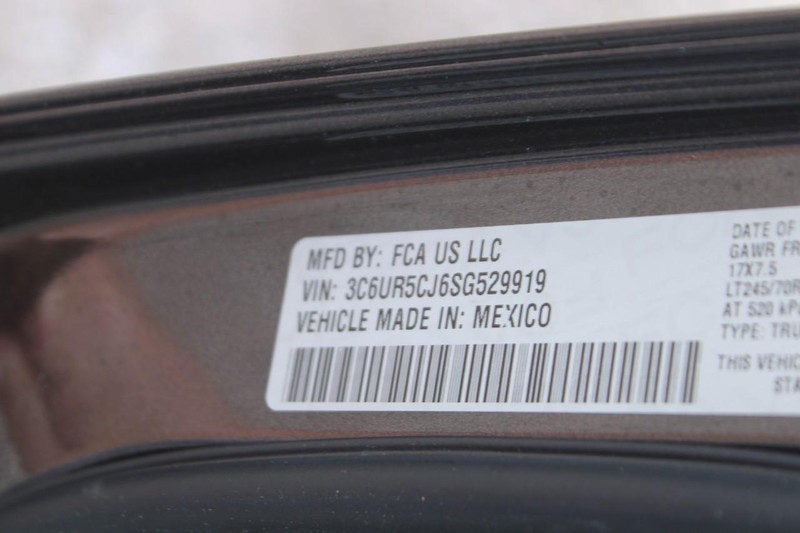 MFD BY: FCA US LLC
VIN: 3C6UR5CJ6SG529919
VEHICLE MADE IN: MEXICO
DATE OF
GAWR FR
17X7.5
LT245/70R
AT 520 kP
TYPE: TRU
THIS VEHIC
STA